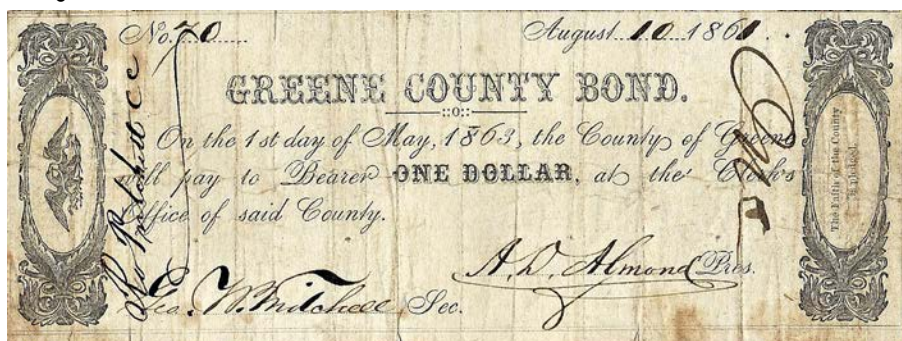 No. 70 August 10 1861.
GREENE COUNTY BOND.
On the 1st day of May, 1863, the County of Greene
will pay to Bearer ONE DOLLAR, at the Clerk's
Office of said County.
A. D. Almond Pres.
Geo. W. Mitchell Sec.
The Faith of the County
is Pledged.